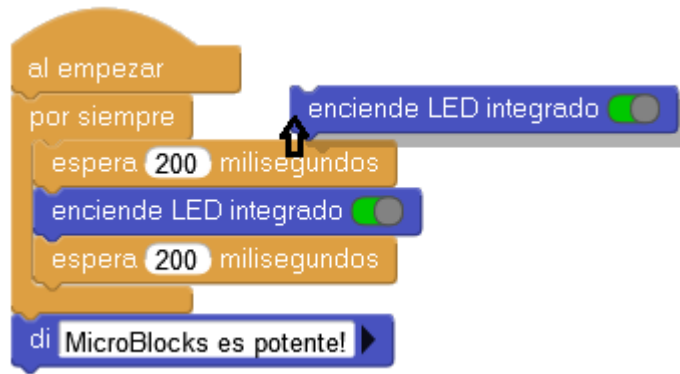 al empezar
por siempre
enciende LED integrado
espera 200 milisegundos
enciende LED integrado
espera 200 milisegundos
di MicroBlocks es potente!